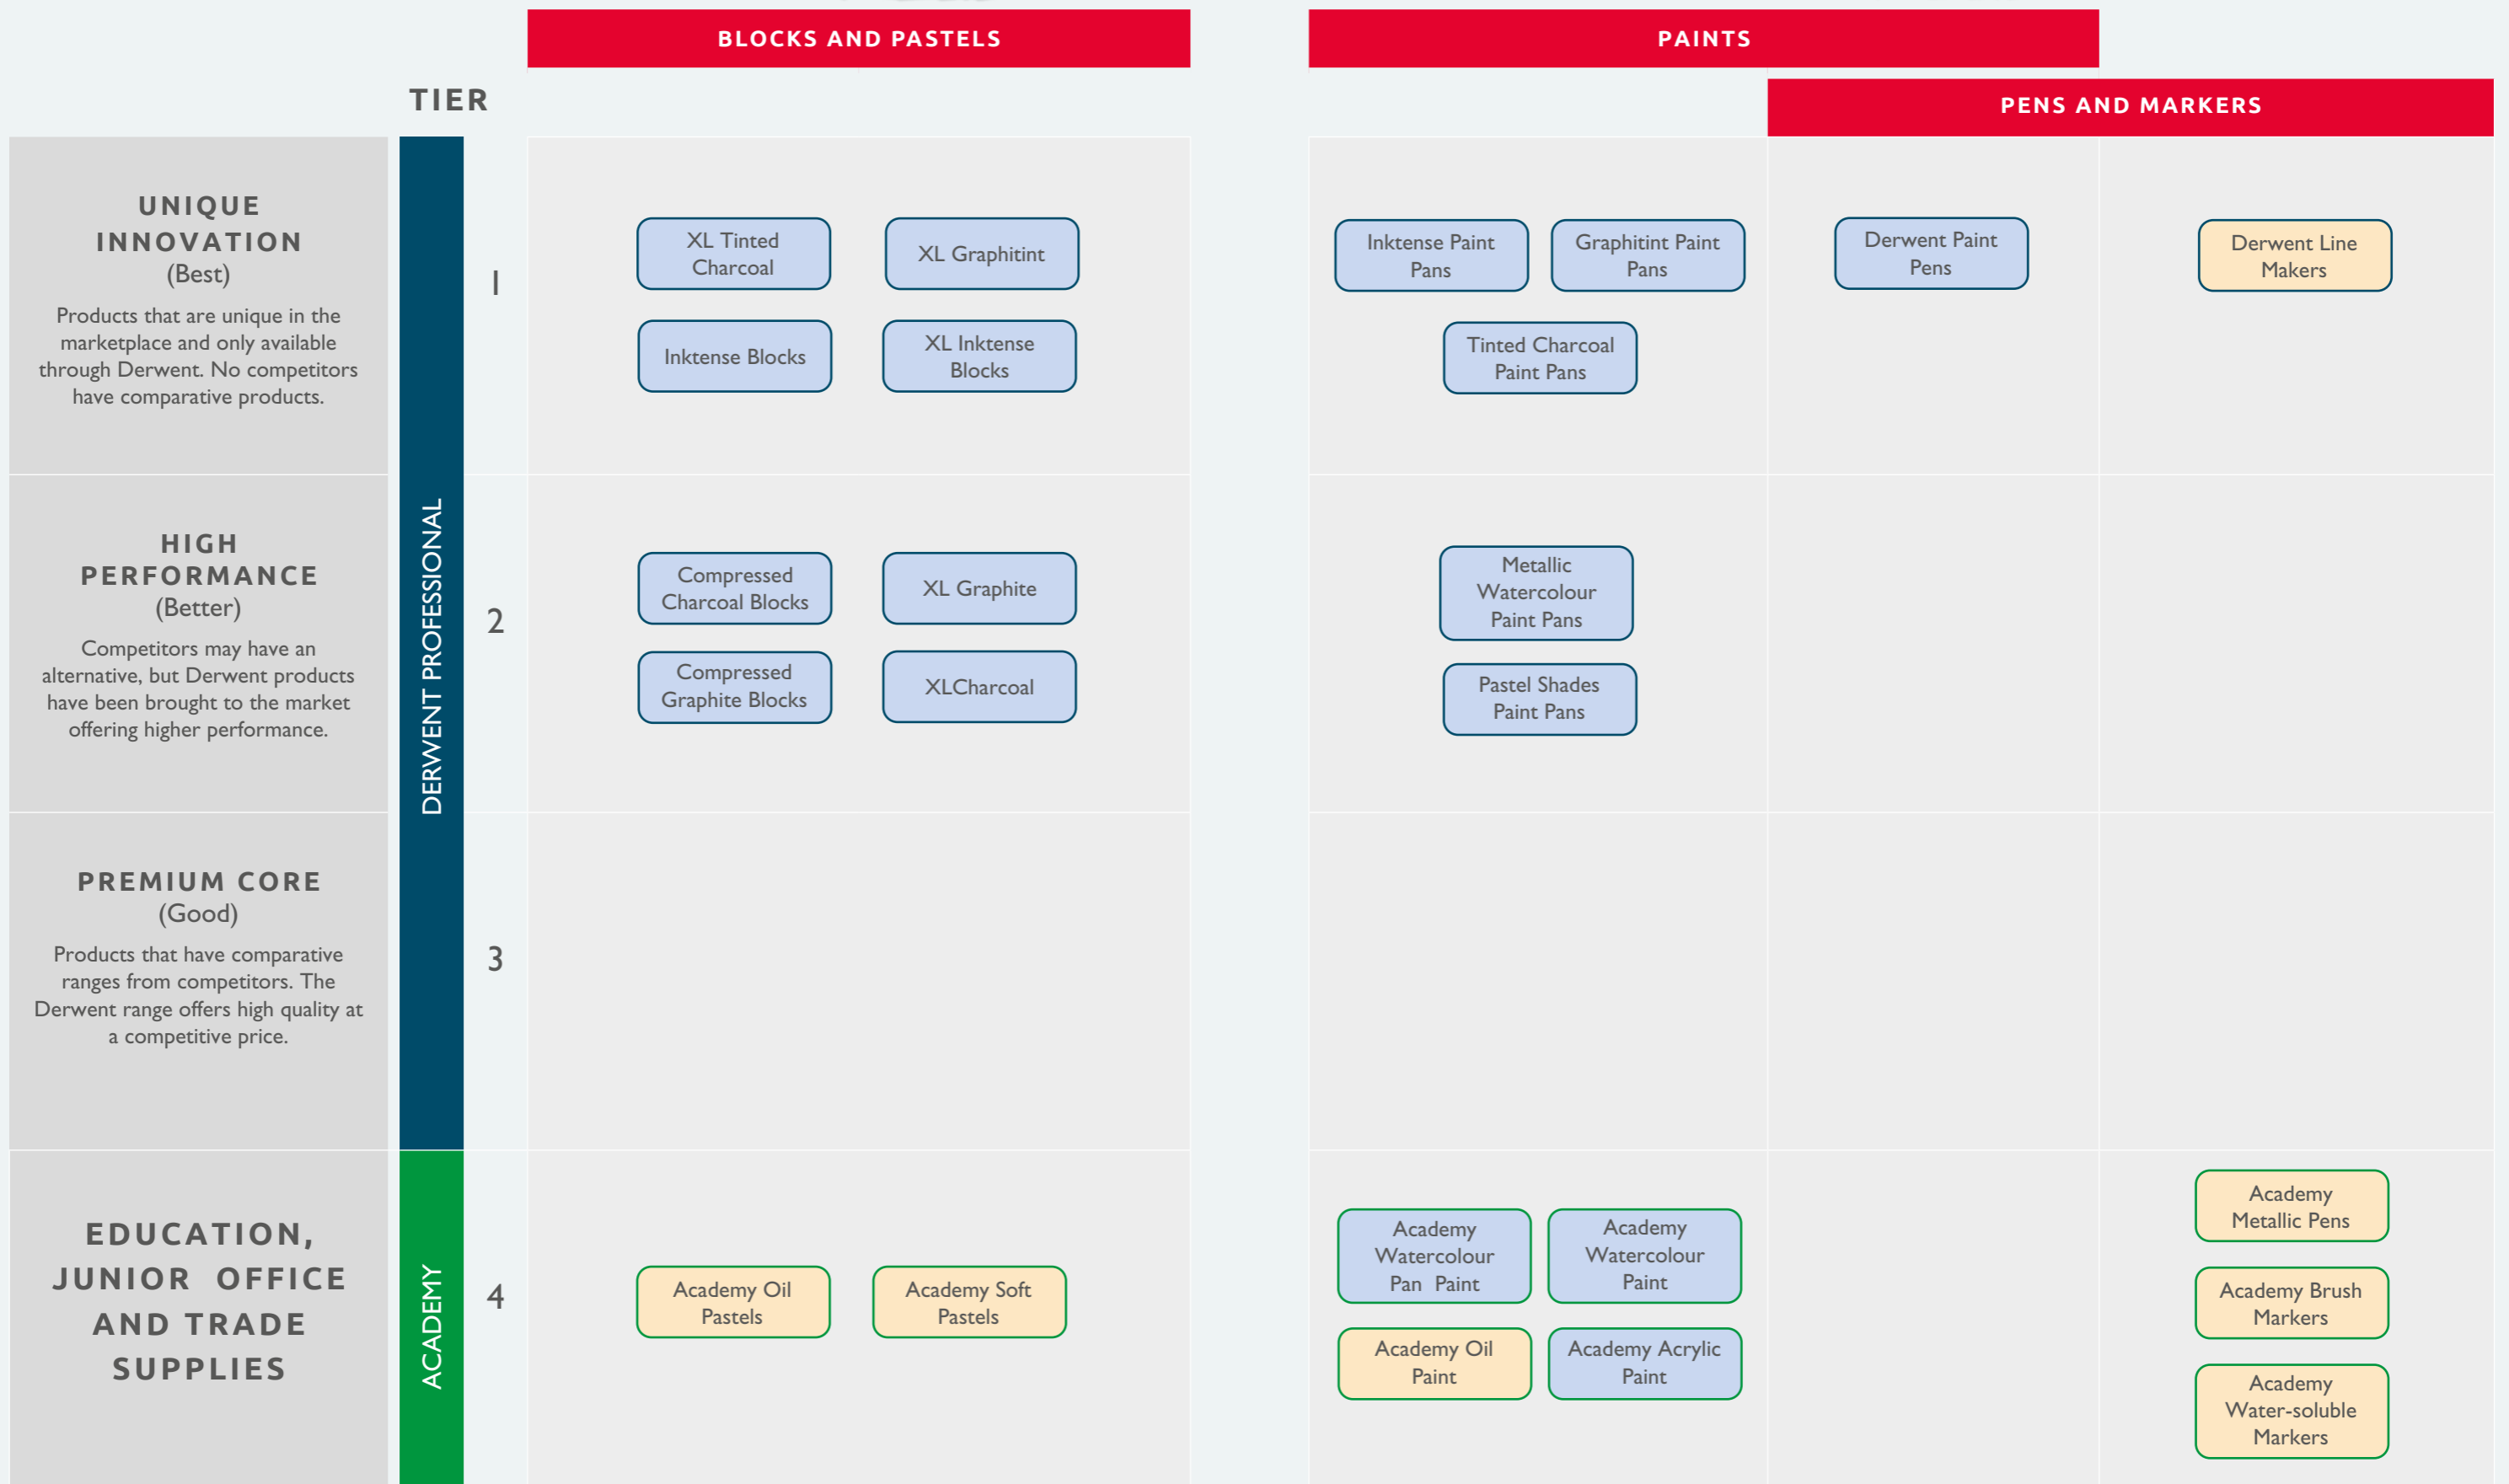 BLOCKS AND PASTELS
PAINTS
PENS AND MARKERS
TIER
UNIQUE
INNOVATION
(Best)
Products that are unique in the
marketplace and only available
through Derwent. No competitors
have comparative products.
DERWENT PROFESSIONAL
1
XL Tinted
Charcoal
XL Graphitint
Inktense Blocks
XL Inktense
Blocks
Inktense Paint
Pans
Graphitint Paint
Pans
Tinted Charcoal
Paint Pans
Derwent Paint
Pens
Derwent Line
Makers
HIGH
PERFORMANCE
(Better)
Competitors may have an
alternative, but Derwent products
have been brought to the market
offering higher performance.
2
Compressed
Charcoal Blocks
XL Graphite
Compressed
Graphite Blocks
XLCharcoal
Metallic
Watercolour
Paint Pans
Pastel Shades
Paint Pans
PREMIUM CORE
(Good)
Products that have comparative
ranges from competitors. The
Derwent range offers high quality at
a competitive price.
3
EDUCATION,
JUNIOR OFFICE
AND TRADE
SUPPLIES
ACADEMY
4
Academy Oil
Pastels
Academy Soft
Pastels
Academy
Watercolour
Pan Paint
Academy
Watercolour
Paint
Academy Oil
Paint
Academy Acrylic
Paint
Academy
Metallic Pens
Academy Brush
Markers
Academy
Water-soluble
Markers